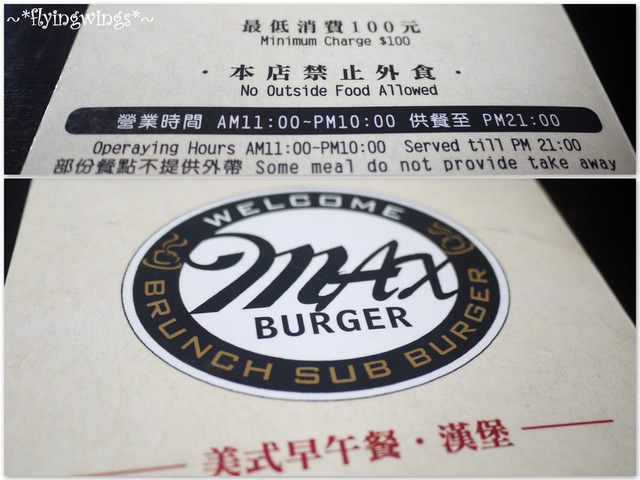 ~*flyingwings*~
最低消費100元
Minimum Charge $100
·本店禁止外食·
No Outside Food Allowed
營業時間 AM11:00~PM10:00 供餐至 PM21:00
Operaying Hours AM11:00~PM10:00 Served till PM 21:00
部份餐點不提供外帶 Some meal do not provide take away
WELCOME
MAX
BURGER
BRUNCH SUB BURGER
美式早午餐·漢堡